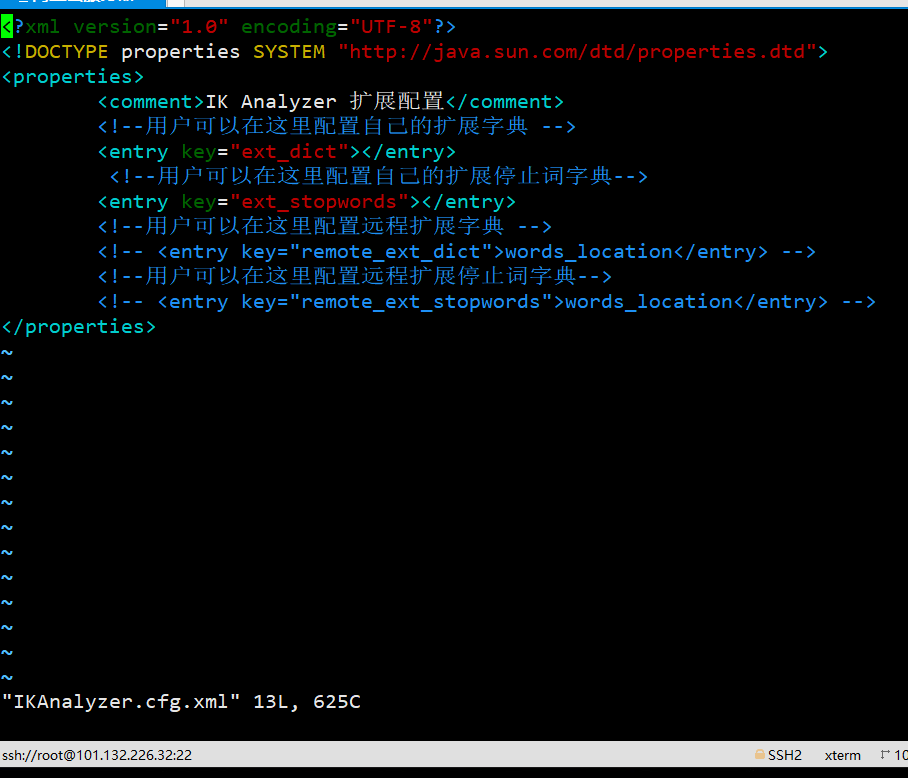 <?xml version="1.0" encoding="UTF-8"?>
<!DOCTYPE properties SYSTEM "http://java.sun.com/dtd/properties.dtd">
<properties>
<comment>IK Analyzer 扩展配置</comment>
<!--用户可以在这里配置自己的扩展字典 -->
<entry key="ext_dict"></entry>
<!--用户可以在这里配置自己的扩展停止词字典-->
<entry key="ext_stopwords"></entry>
<!--用户可以在这里配置远程扩展字典 -->
<!-- <entry key="remote_ext_dict">words_location</entry> -->
<!--用户可以在这里配置远程扩展停止词字典-->
<!-- <entry key="remote_ext_stopwords">words_location</entry> -->
</properties>
~
~
~
~
~
~
~
~
~
~
~
~
~
~
"IKAnalyzer.cfg.xml" 13L, 625C
ssh://root@101.132.226.32:22 SSH2 xterm 10